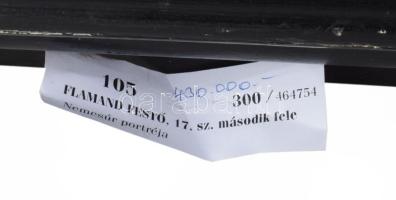 105 430.000.-
300 / 464754
FLAMAND FESTŐ, 17. sz. második fele
Nemesúr portréja